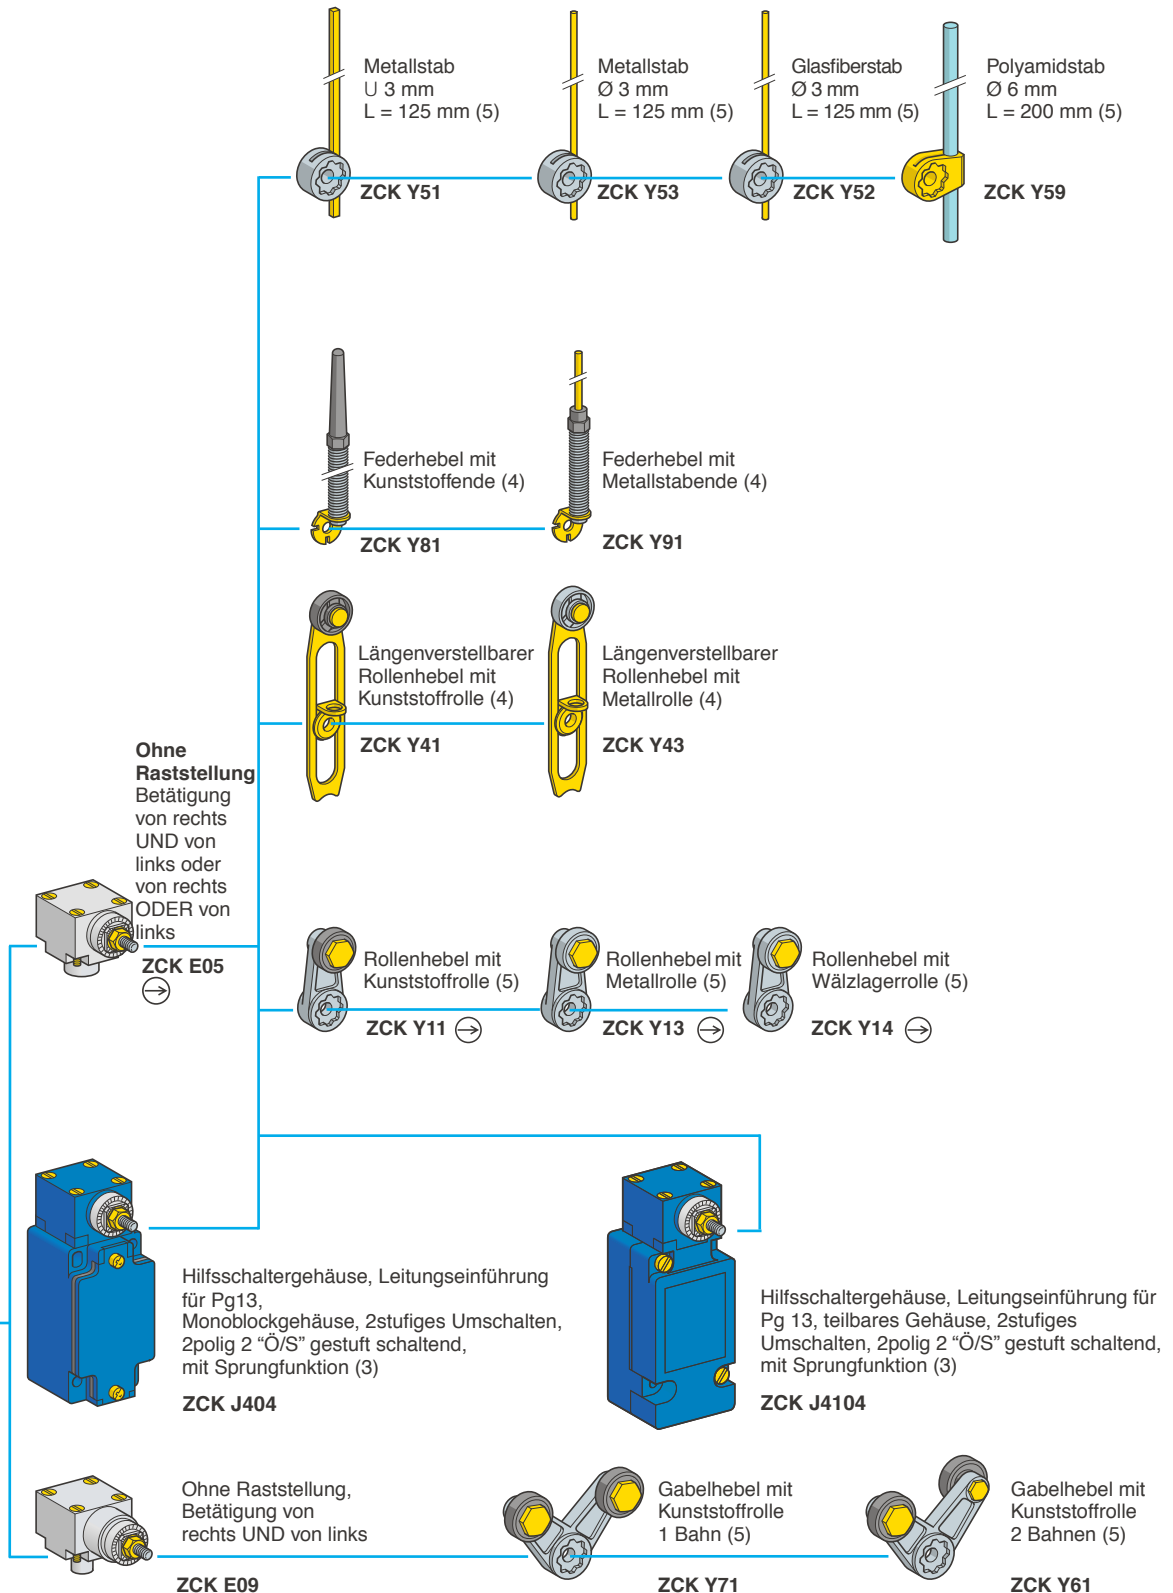 Metallstab
U 3 mm
L = 125 mm (5)
ZCK Y51
Metallstab
Ø 3 mm
L = 125 mm (5)
ZCK Y53
Glasfiberstab
Ø 3 mm
L = 125 mm (5)
ZCK Y52
Polyamidstab
Ø 6 mm
L = 200 mm (5)
ZCK Y59
Federhebel mit
Kunststoffende (4)
ZCK Y81
Federhebel mit
Metallstabende (4)
ZCK Y91
Längenverstellbarer
Rollenhebel mit
Kunststoffrolle (4)
ZCK Y41
Längenverstellbarer
Rollenhebel mit
Metallrolle (4)
ZCK Y43
Ohne
Raststellung
Betätigung
von rechts
UND von
links oder
von rechts
ODER von
links
ZCK E05
Rollenhebel mit
Kunststoffrolle (5)
ZCK Y11
Rollenhebel mit
Metallrolle (5)
ZCK Y13
Rollenhebel mit
Wälzlagerrolle (5)
ZCK Y14
Hilfsschaltergehäuse, Leitungseinführung
für Pg13,
Monoblockgehäuse, 2stufiges Umschalten,
2polig 2 “Ö/S” gestuft schaltend,
mit Sprungfunktion (3)
ZCK J404
Hilfsschaltergehäuse, Leitungseinführung für
Pg 13, teilbares Gehäuse, 2stufiges
Umschalten, 2polig 2 “Ö/S” gestuft schaltend,
mit Sprungfunktion (3)
ZCK J4104
Ohne Raststellung,
Betätigung von
rechts UND von links
ZCK E09
Gabelhebel mit
Kunststoffrolle
1 Bahn (5)
ZCK Y71
Gabelhebel mit
Kunststoffrolle
2 Bahnen (5)
ZCK Y61